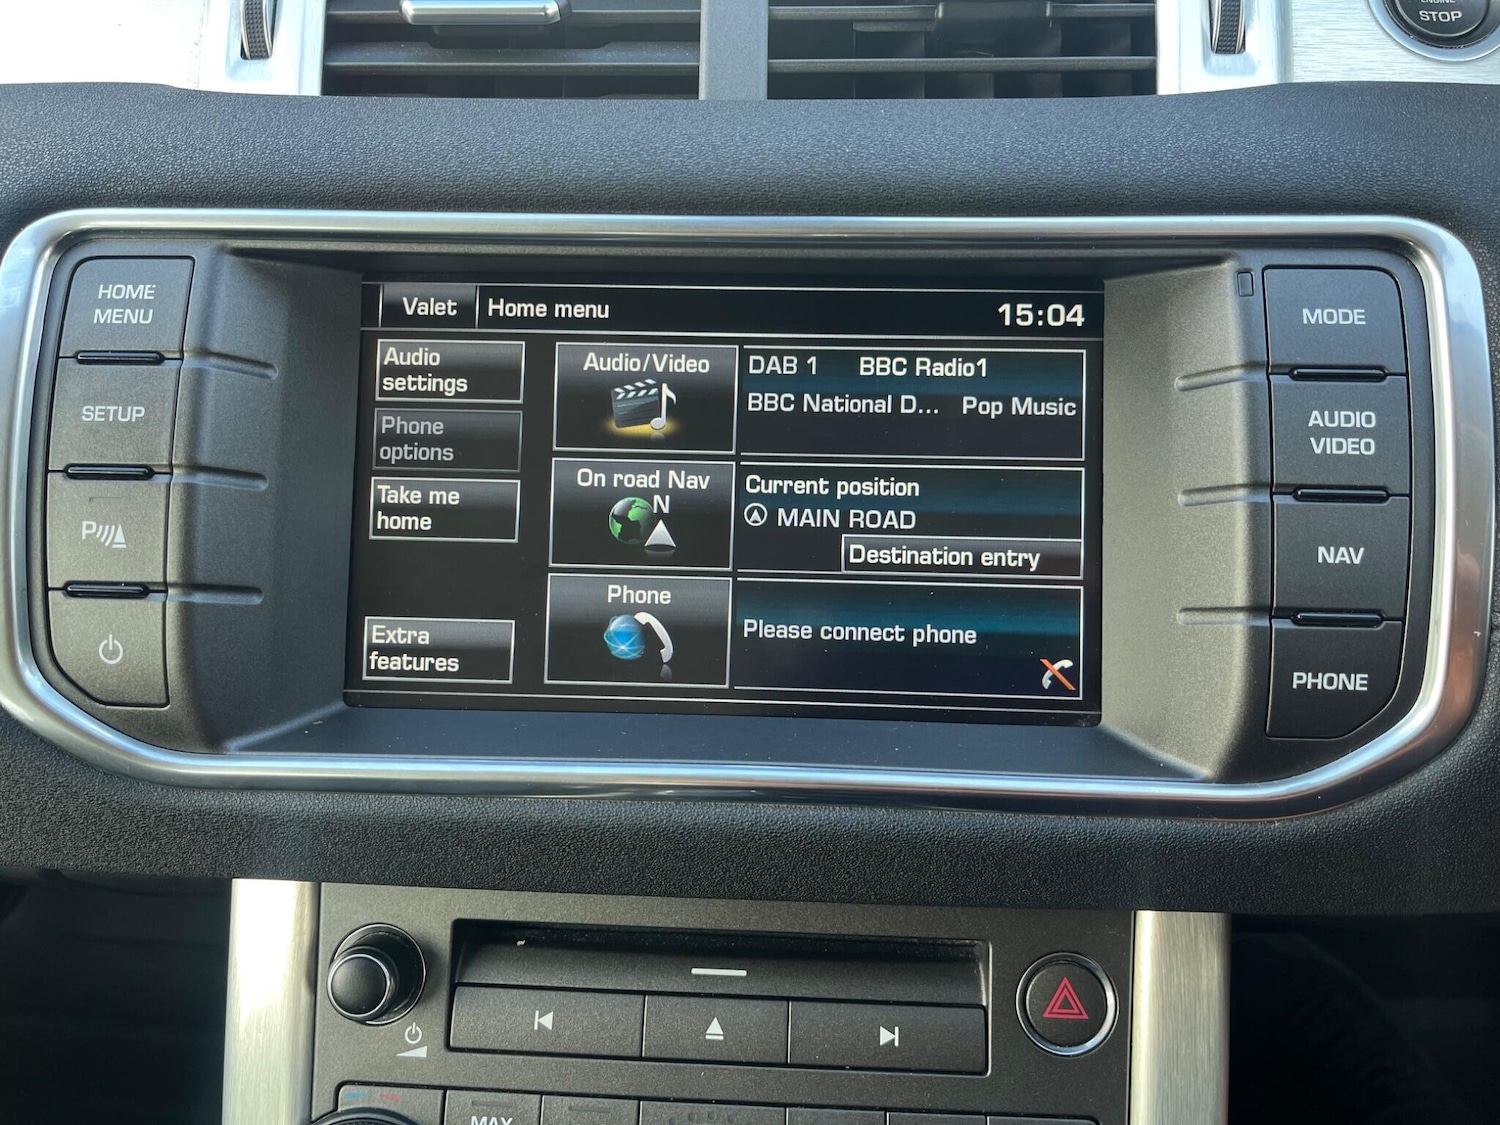 ENGINE
STOP
HOME
MENU
SETUP
P
Valet
Home menu
15:04
Audio
settings
Phone
options
Take me
home
Extra
features
Audio/Video
DAB 1 BBC Radio1
BBC National D... Pop Music
On road Nav
N
Current position
MAIN ROAD
Destination entry
Phone
Please connect phone
MODE
AUDIO
VIDEO
NAV
PHONE
MAX